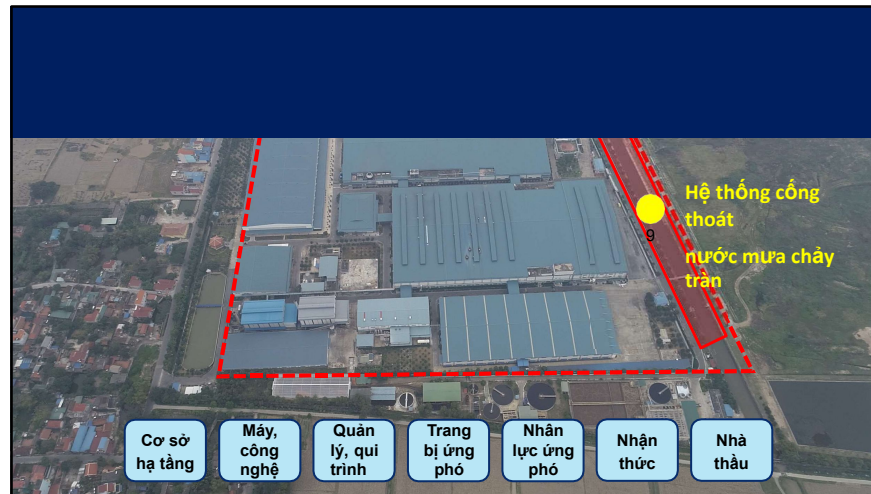 Hệ thống cống
thoát
9
nước mưa chảy
tràn
Cơ sở
hạ tầng
Máy,
công
nghệ
Quản
lý, qui
trình
Trang
bị ứng
phó
Nhân
lực ứng
phó
Nhận
thức
Nhà
thầu